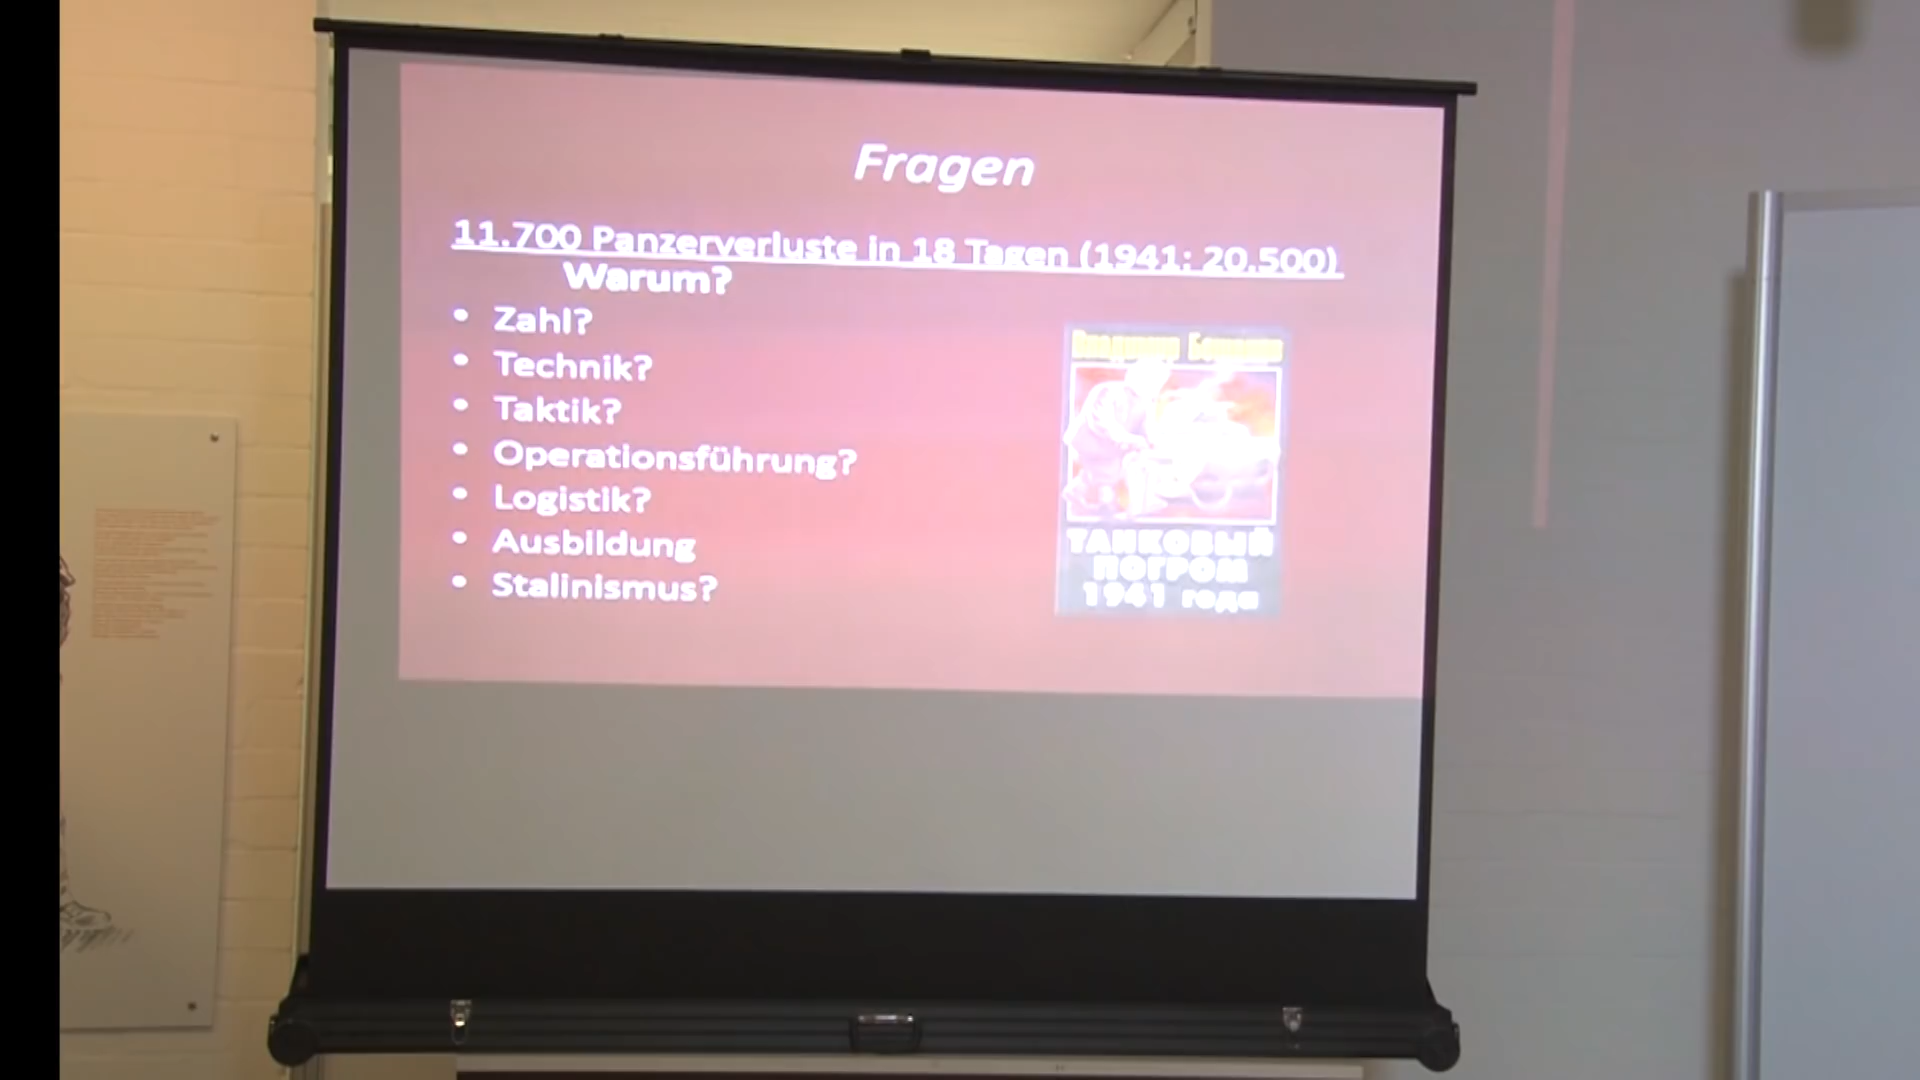 Fragen
11.700 Panzerverluste in 18 Tagen (1941: 20.500)
Warum?
• Zahl?
• Technik?
• Taktik?
• Operationsführung?
• Logistik?
• Ausbildung
• Stalinismus?
ТАНКОВЫЙ
ПОГРОМ
1941 года